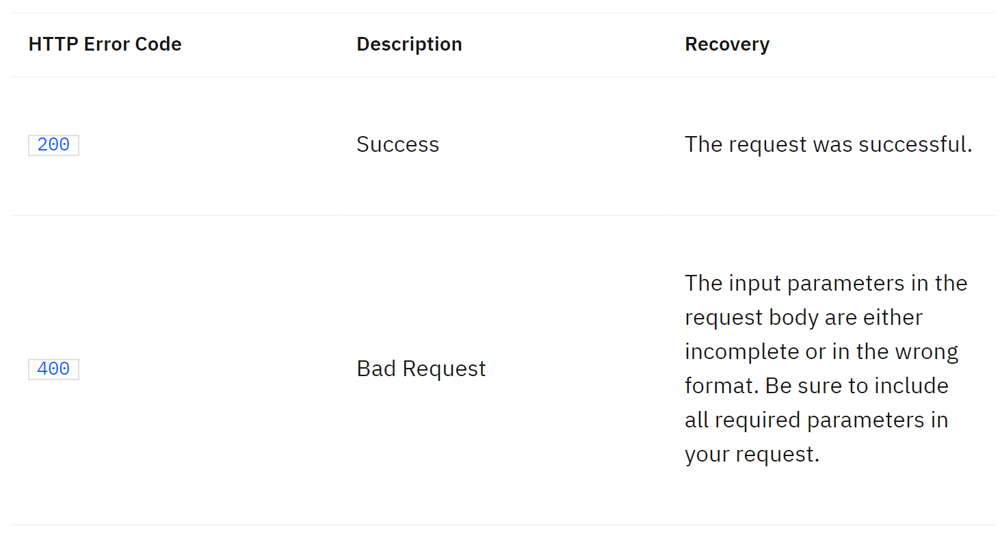 HTTP Error Code Description Recovery
200 Success The request was successful.
The input parameters in the
request body are either
incomplete or in the wrong
400 Bad Request
format. Be sure to include
all required parameters in
your request.